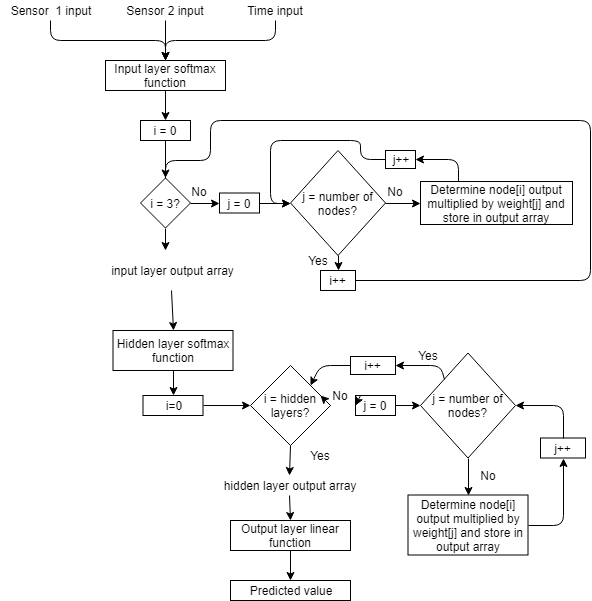 Sensor 1 input
Sensor 2 input
Time input
Input layer softmax
function
i = 0
i = 3?
No
j = 0
j = number of
nodes?
No
j++
Determine node[i] output
multiplied by weight[j] and
store in output array
Yes
i++
input layer output array
Hidden layer softmax
function
i=0
i = hidden
layers?
No
j = 0
i++
Yes
j = number of
nodes?
j++
No
Determine node[i]
output multiplied by
weight[j] and store in
output array
Yes
hidden layer output array
Output layer linear
function
Predicted value